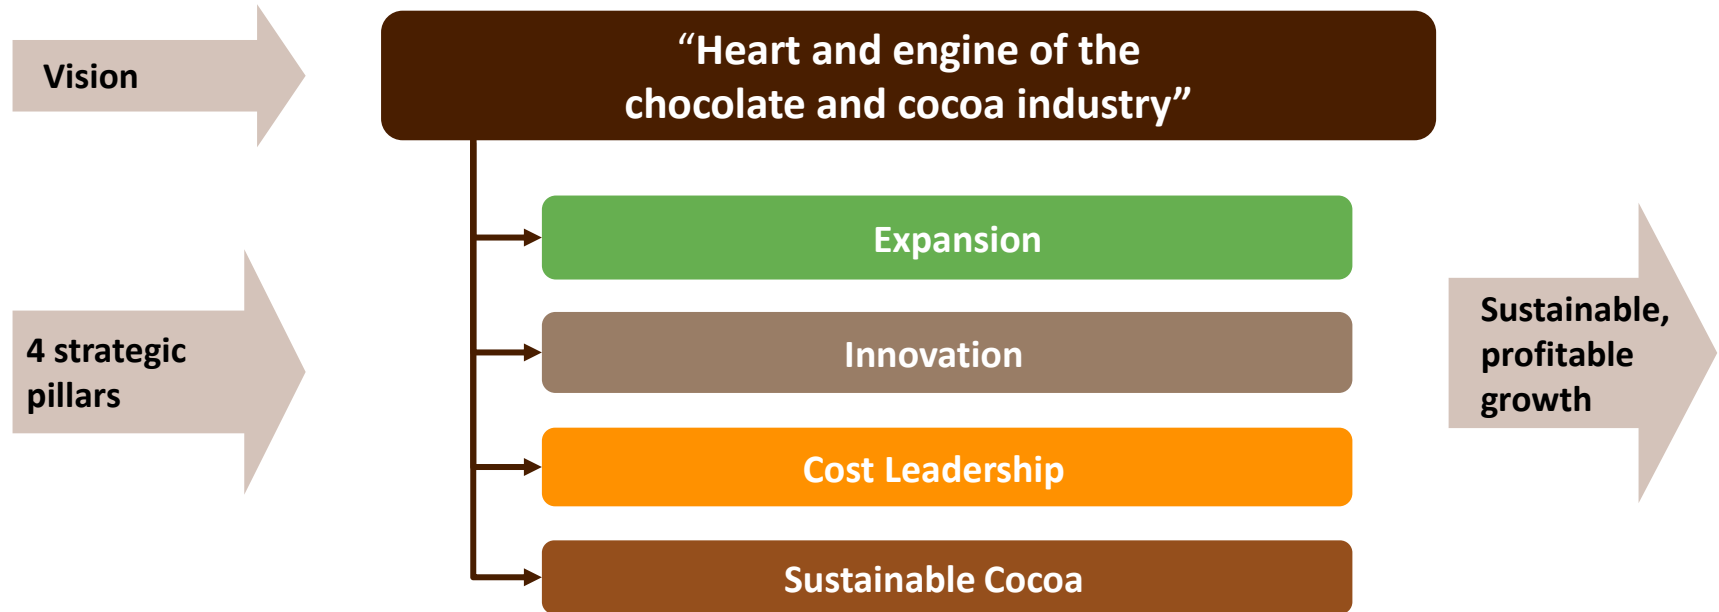 Vision
“Heart and engine of the
chocolate and cocoa industry”
4 strategic
pillars
Expansion
Innovation
Cost Leadership
Sustainable Cocoa
Sustainable,
profitable
growth